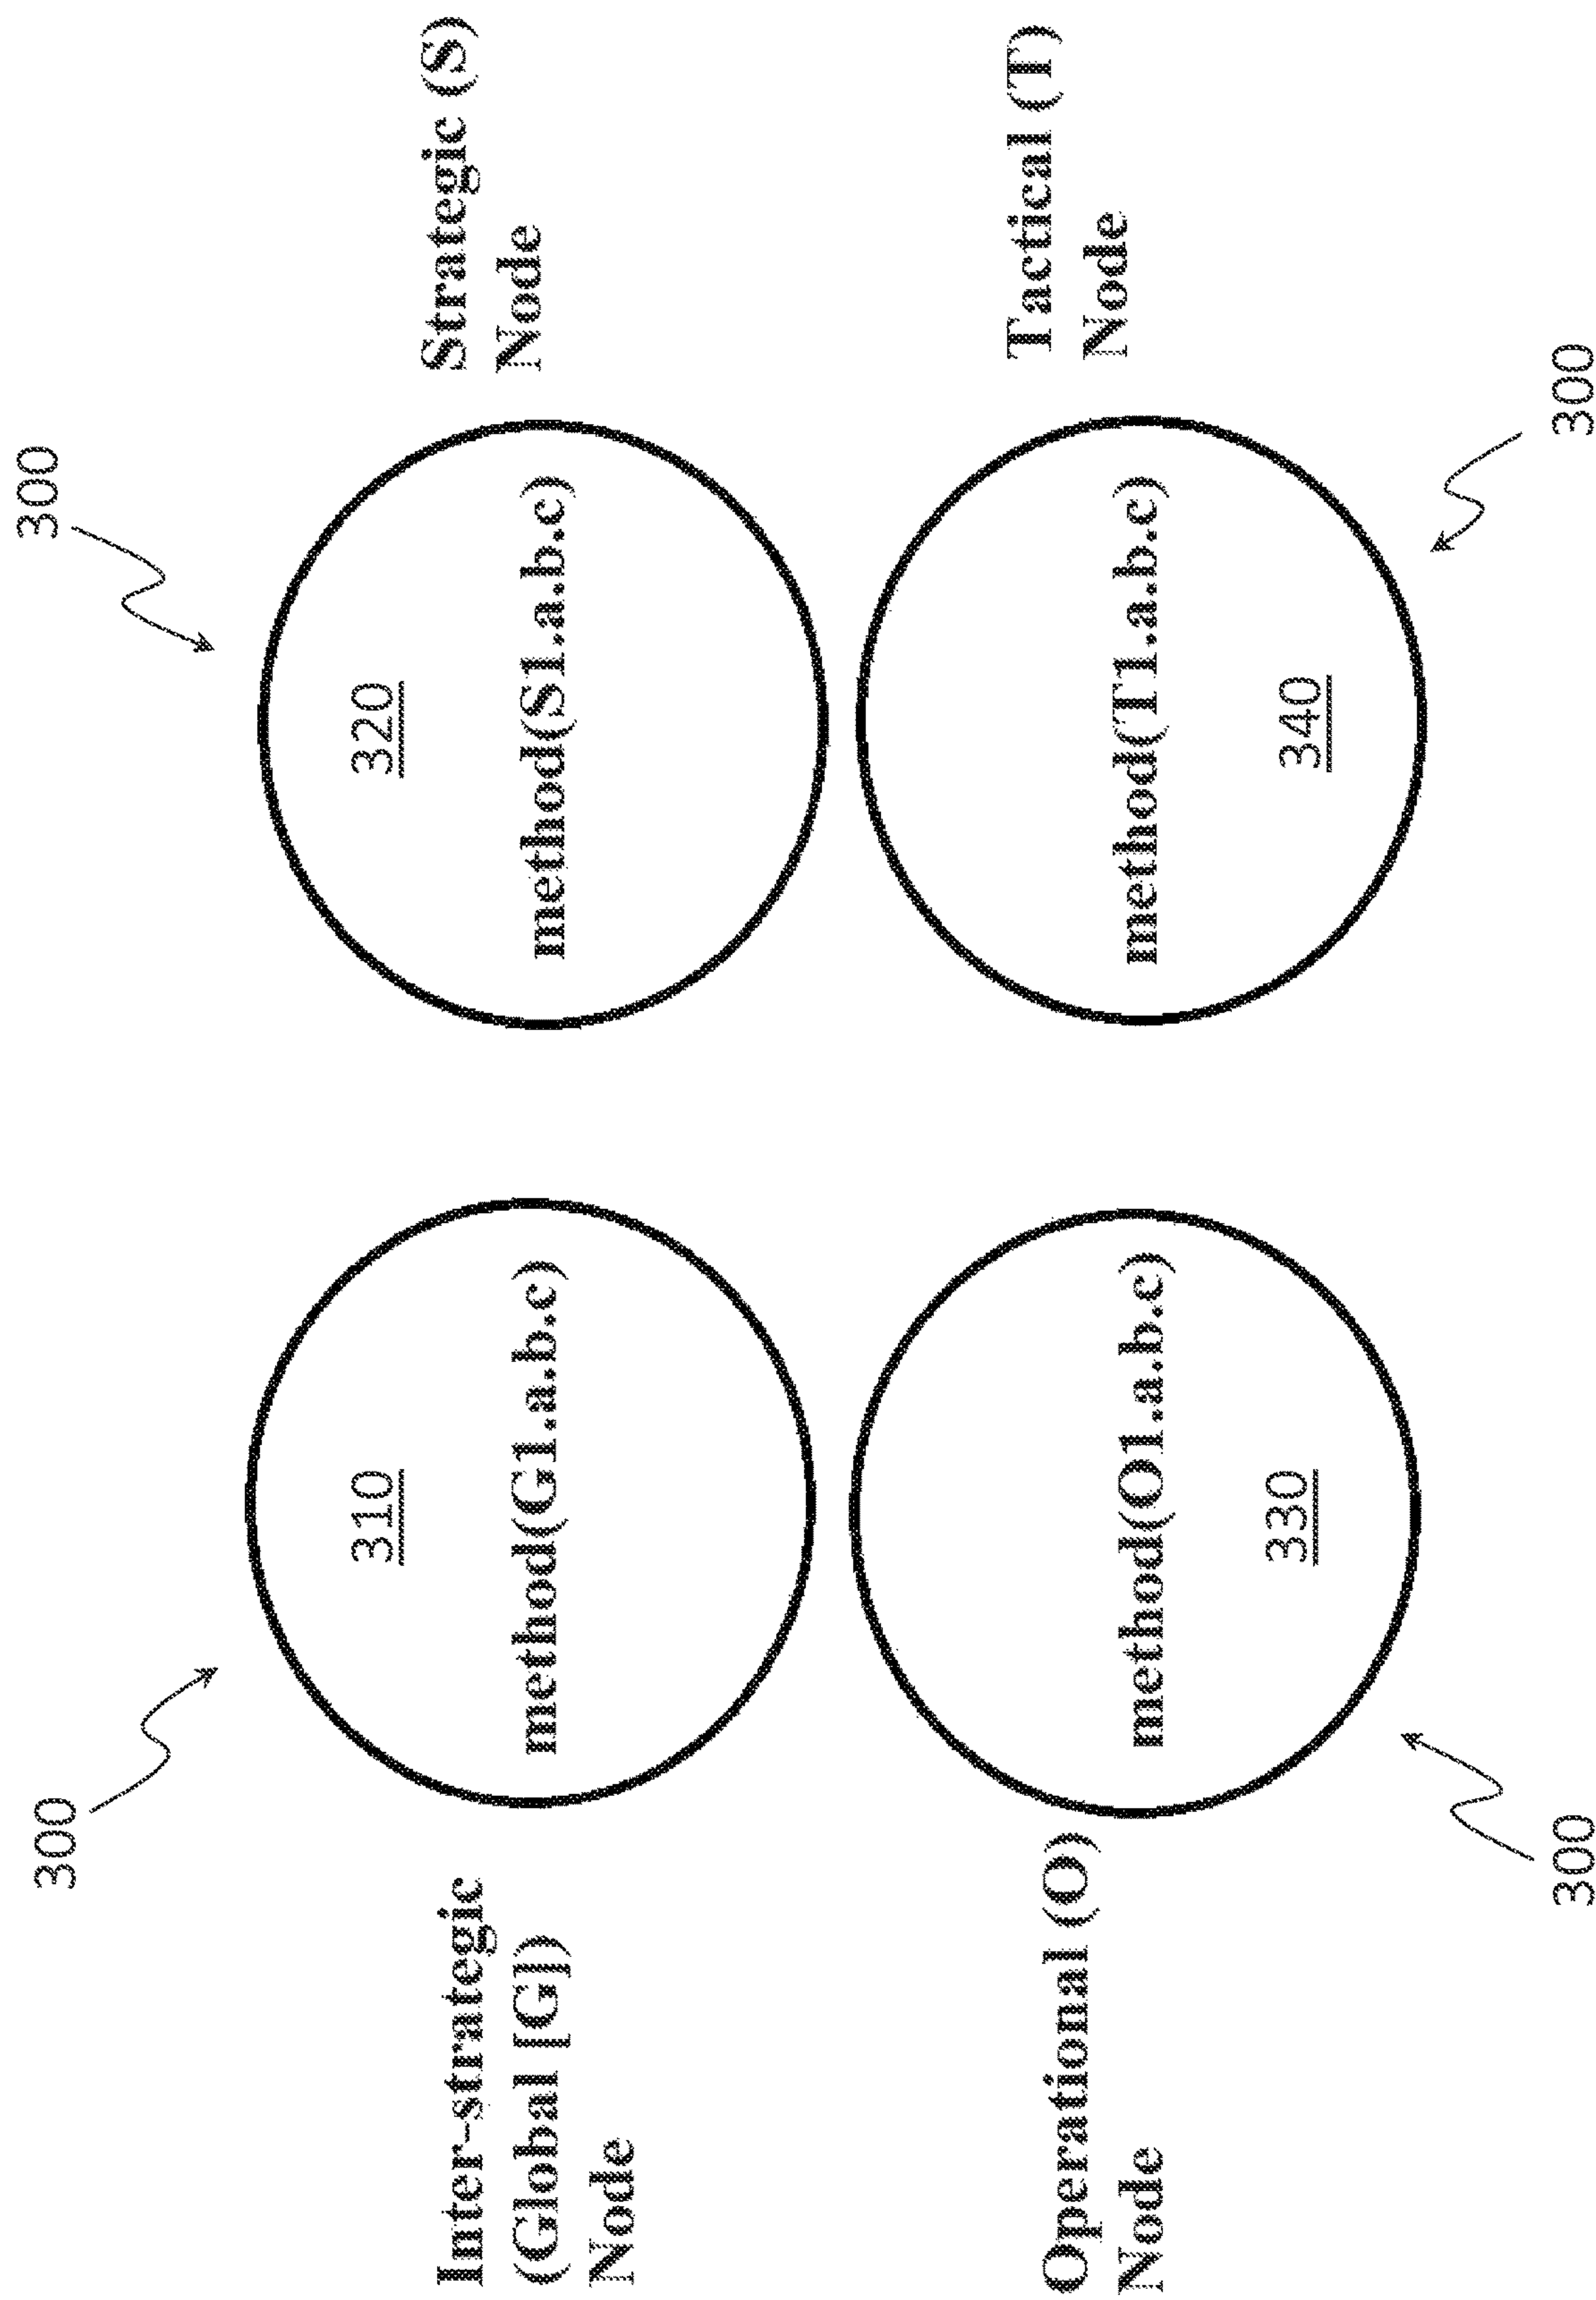 300
300
Inter-strategic
(Global [G])
Node
310
method(G1.a.b.c)
320
method(S1.a.b.c)
Strategic (S)
Node
Operational (O)
Node
method(O1.a.b.c)
330
method(T1.a.b.c)
340
Tactical (T)
Node
300
300